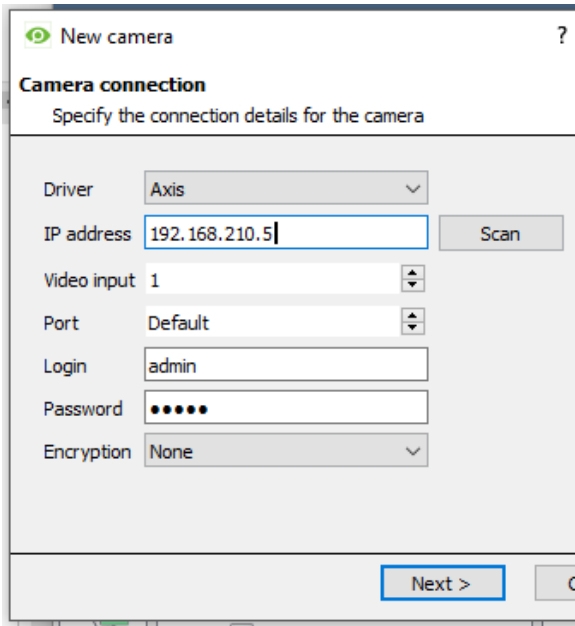 New camera ?
Camera connection
Specify the connection details for the camera
Driver Axis
IP address 192.168.210.5 Scan
Video input 1
Port Default
Login admin
Password •••••
Encryption None
Next >